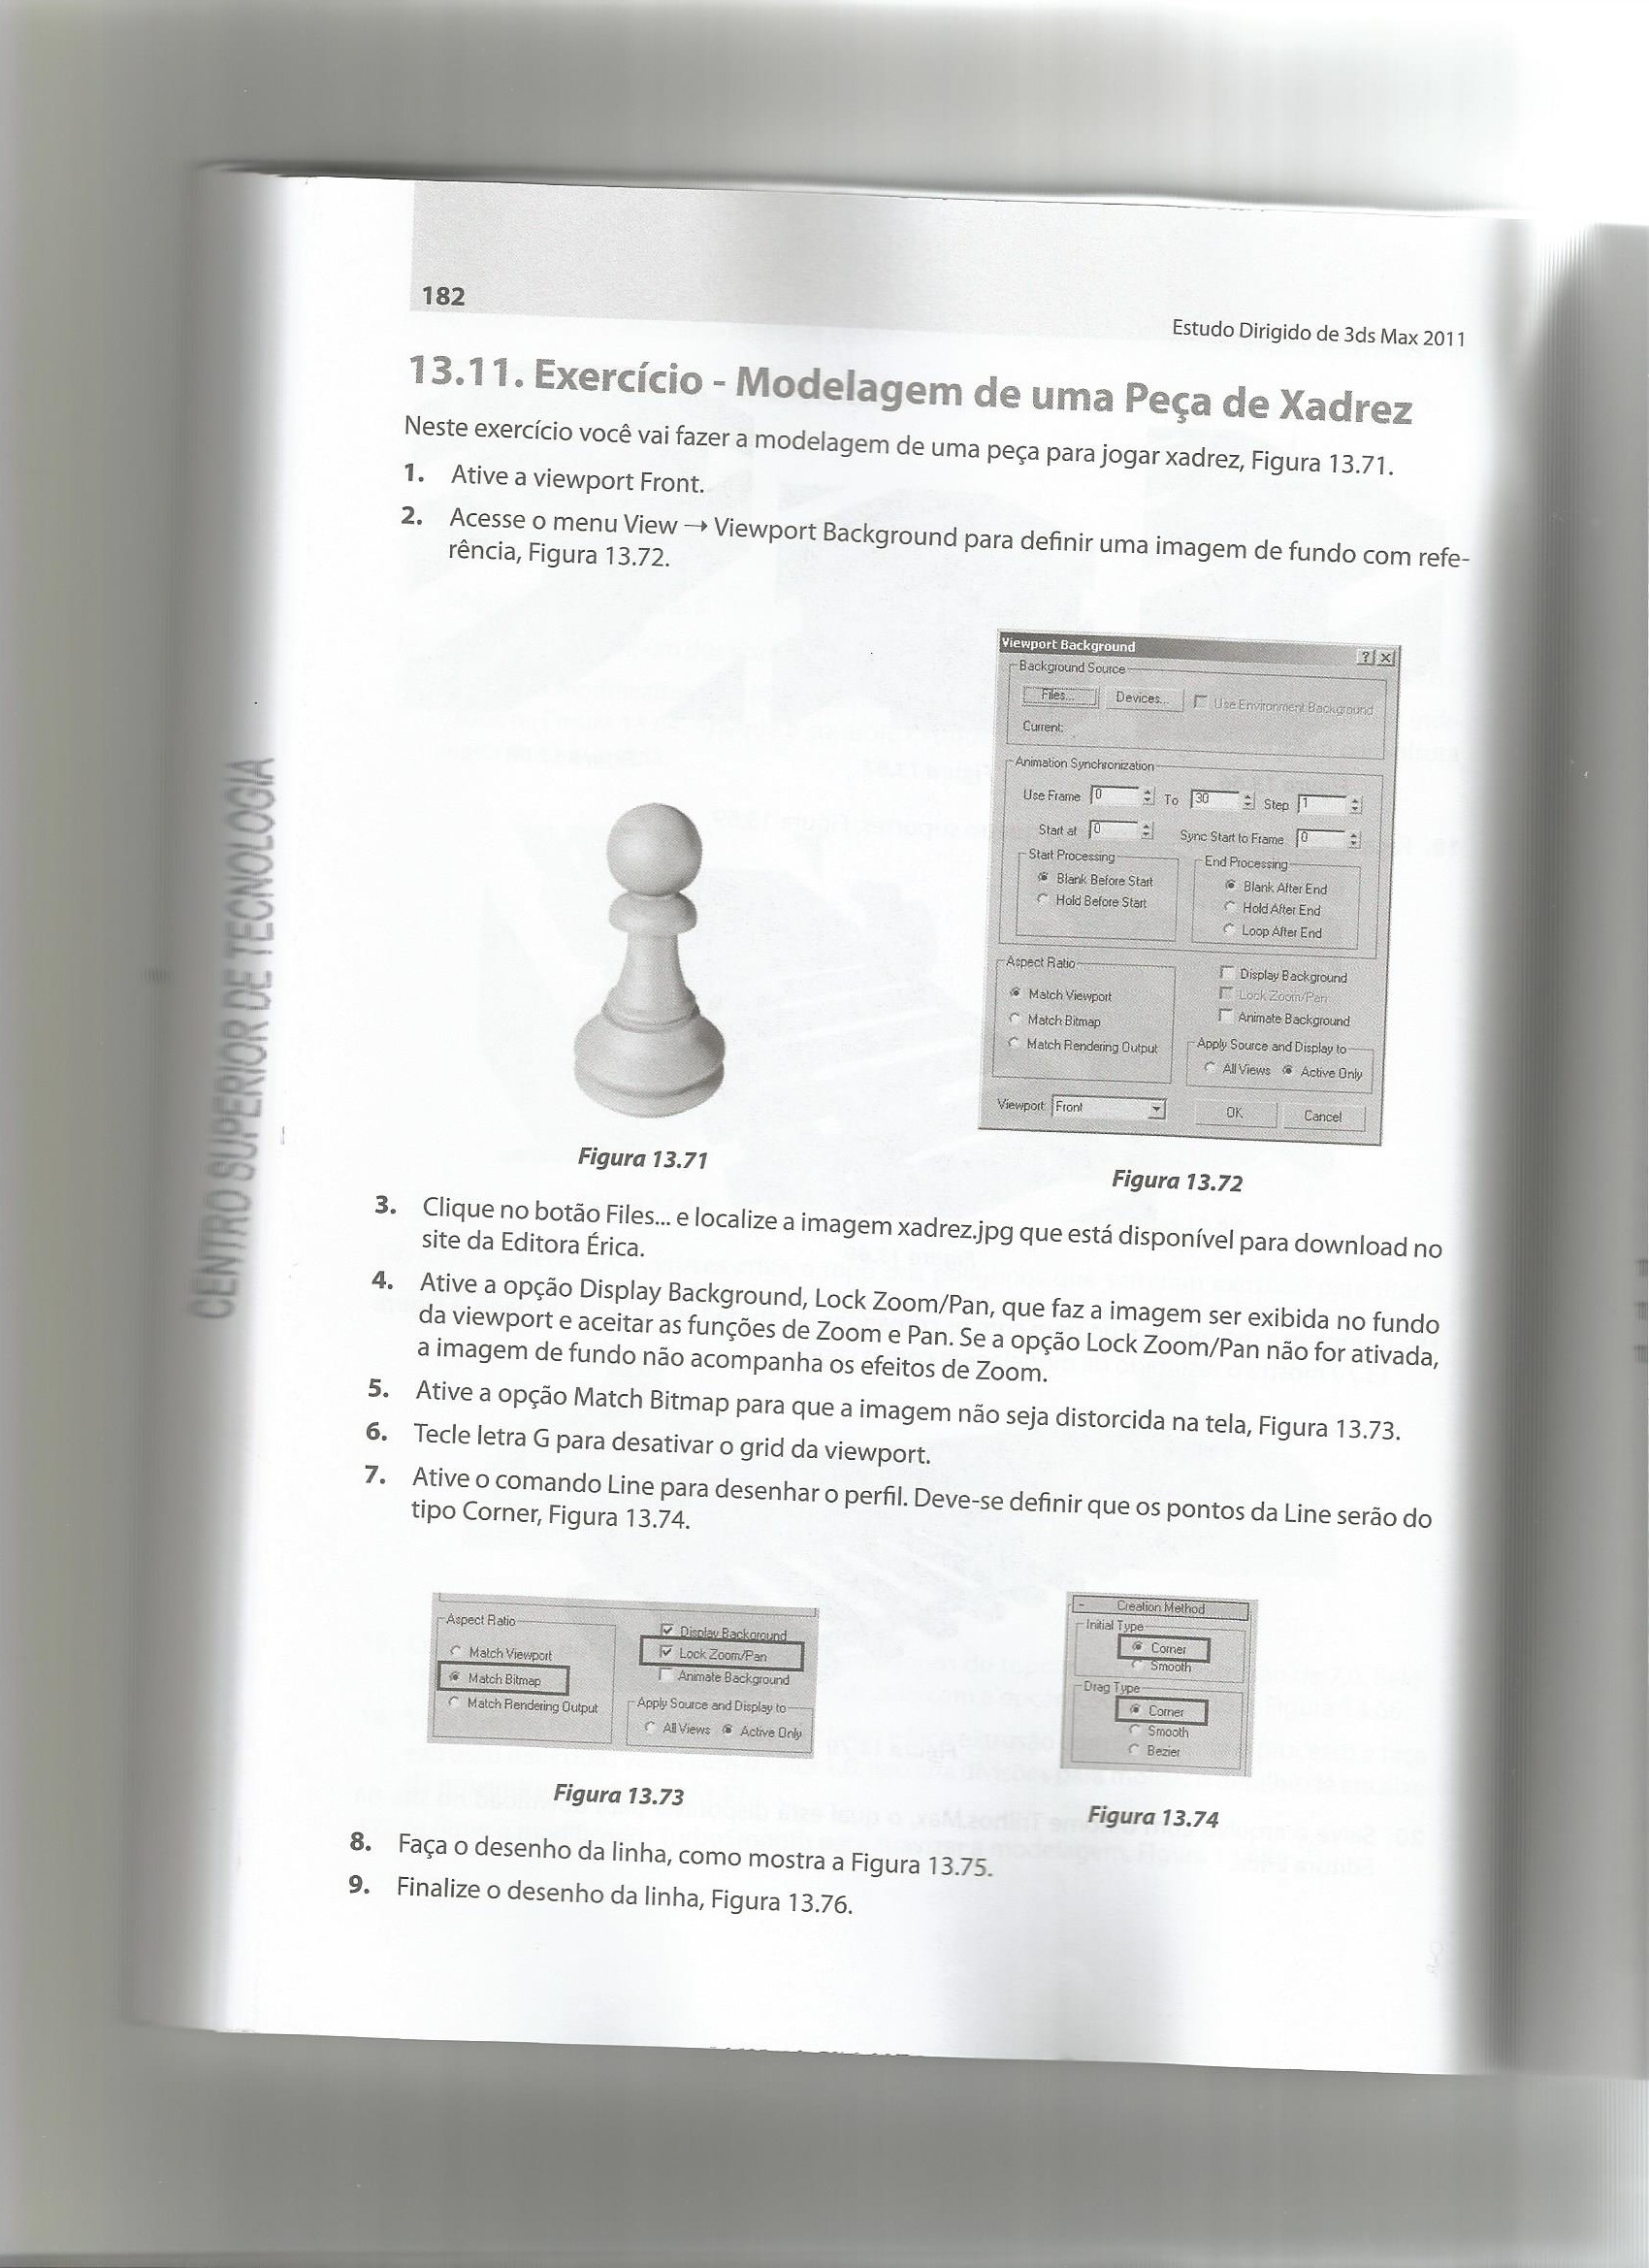 182
Estudo Dirigido de 3ds Max 2011
13.11. Exercício - Modelagem de uma Peça de Xadrez
Neste exercício você vai fazer a modelagem de uma peça para jogar xadrez, Figura 13.71.
1. Ative a viewport Front.
2. Acesse o menu View → Viewport Background para definir uma imagem de fundo com refe-
rência, Figura 13.72.
Viewport Background
Background Source
Files... Devices... Use Environment Background
Current:
Animation Synchronization
Use Frame 0 To 30 Step 1
Start at 0 Sync Start to Frame 0
Start Processing
Blank Before Start
Hold Before Start
End Processing
Blank After End
Hold After End
Loop After End
Aspect Ratio
Match Viewport
Match Bitmap
Match Rendering Output
Display Background
Lock Zoom/Pan
Animate Background
Apply Source and Display to
All Views Active Only
Viewport: Front OK Cancel
Figura 13.71
Figura 13.72
3. Clique no botão Files... e localize a imagem xadrez.jpg que está disponível para download no
site da Editora Érica.
4. Ative a opção Display Background, Lock Zoom/Pan, que faz a imagem ser exibida no fundo
da viewport e aceitar as funções de Zoom e Pan. Se a opção Lock Zoom/Pan não for ativada,
a imagem de fundo não acompanha os efeitos de Zoom.
5. Ative a opção Match Bitmap para que a imagem não seja distorcida na tela, Figura 13.73.
6. Tecle letra G para desativar o grid da viewport.
7. Ative o comando Line para desenhar o perfil. Deve-se definir que os pontos da Line serão do
tipo Corner, Figura 13.74.
Aspect Ratio
Match Viewport
Match Bitmap
Match Rendering Output
Display Background
Lock Zoom/Pan
Animate Background
Apply Source and Display to
All Views Active Only
Figura 13.73
- Creation Method
Initial Type
Corner
Smooth
Drag Type
Corner
Smooth
Bezier
Figura 13.74
8. Faça o desenho da linha, como mostra a Figura 13.75.
9. Finalize o desenho da linha, Figura 13.76.
CENTRO SUPERIOR DE TECNOLOGIA